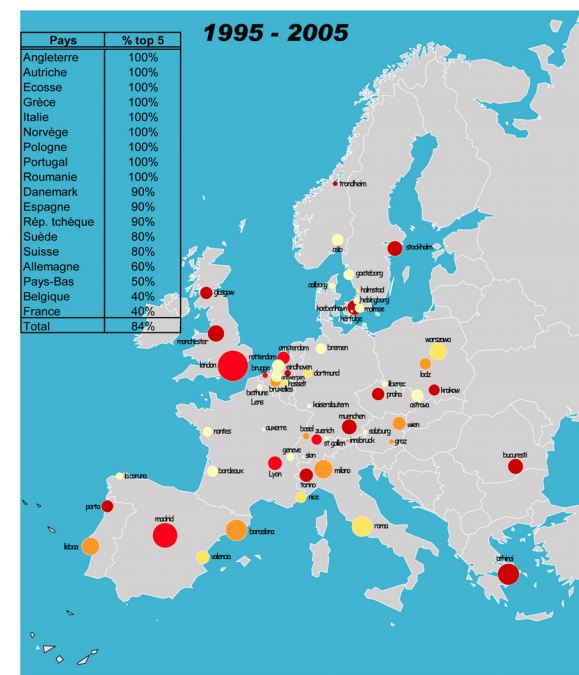 1995 - 2005
Pays % top 5
Angleterre 100%
Autriche 100%
Ecosse 100%
Grèce 100%
Italie 100%
Norvège 100%
Pologne 100%
Portugal 100%
Roumanie 100%
Danemark 90%
Espagne 90%
Rép. tchèque 90%
Suède 80%
Suisse 80%
Allemagne 60%
Pays-Bas 50%
Belgique 40%
France 40%
Total 84%
trondheim
oslo
stockholm
goeteborg
aalborg
halmstad
helsingborg
koebenhavn
malmoe
herfolge
glasgow
manchester
london
rotterdam
amsterdam
bremen
warszawa
brugge
eindhoven
antwerpen
dortmund
lodz
hasselt
bruxelles
liberec
krakow
praha
ostrava
bethune
Lens
kaiserslautern
nantes
auxerre
basel
zuerich
muenchen
salzburg
wien
st gallen
innsbruck
graz
geneve
sion
bordeaux
Lyon
torino
milano
bucuresti
la coruna
nice
porto
madrid
barcelona
roma
lisboa
valencia
athinai